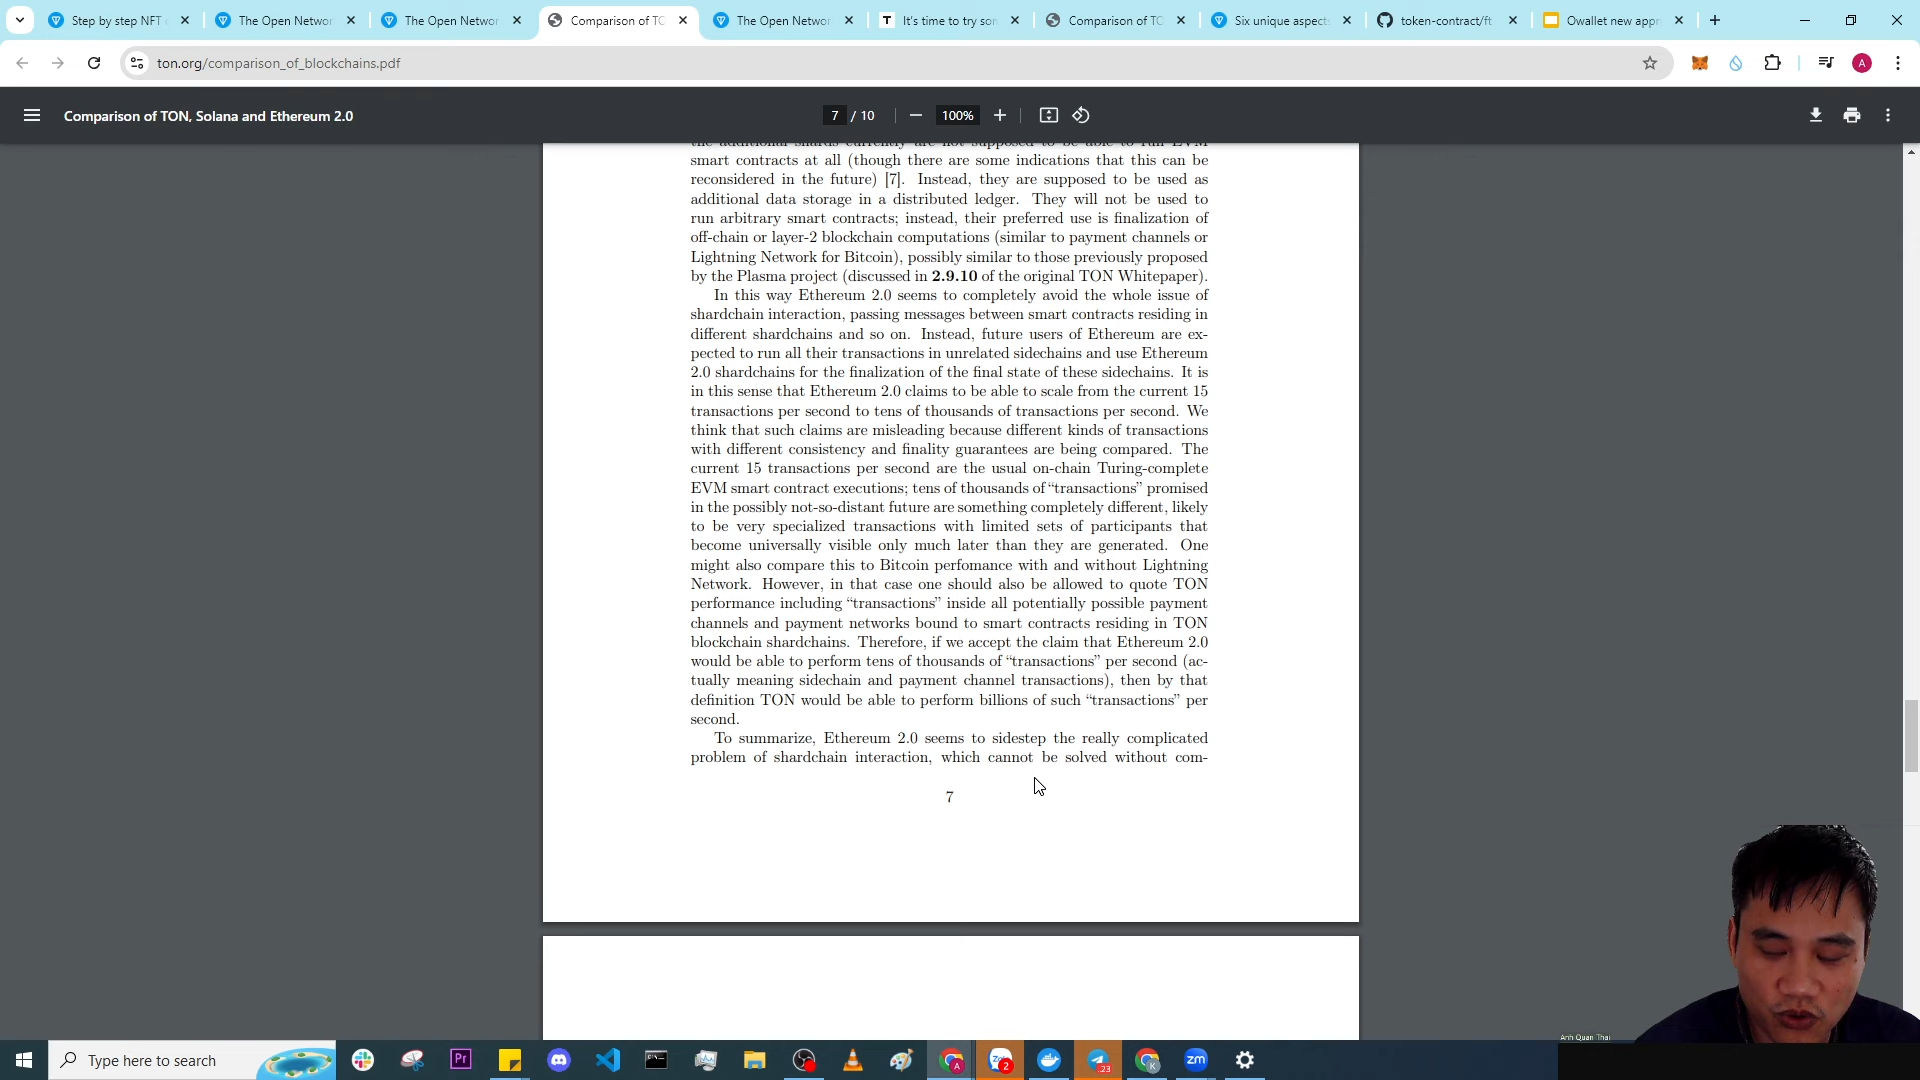 Step by step NFT
The Open Networ
The Open Networ
Comparison of TO
The Open Networ
It's time to try son
Comparison of TO
Six unique aspect
token-contract/ft
Owallet new appr
ton.org/comparison_of_blockchains.pdf
A
Comparison of TON, Solana and Ethereum 2.0
7 / 10
100%
smart contracts at all (though there are some indications that this can be
reconsidered in the future) [7]. Instead, they are supposed to be used as
additional data storage in a distributed ledger. They will not be used to
run arbitrary smart contracts; instead, their preferred use is finalization of
off-chain or layer-2 blockchain computations (similar to payment channels or
Lightning Network for Bitcoin), possibly similar to those previously proposed
by the Plasma project (discussed in 2.9.10 of the original TON Whitepaper).
In this way Ethereum 2.0 seems to completely avoid the whole issue of
shardchain interaction, passing messages between smart contracts residing in
different shardchains and so on. Instead, future users of Ethereum are ex-
pected to run all their transactions in unrelated sidechains and use Ethereum
2.0 shardchains for the finalization of the final state of these sidechains. It is
in this sense that Ethereum 2.0 claims to be able to scale from the current 15
transactions per second to tens of thousands of transactions per second. We
think that such claims are misleading because different kinds of transactions
with different consistency and finality guarantees are being compared. The
current 15 transactions per second are the usual on-chain Turing-complete
EVM smart contract executions; tens of thousands of “transactions” promised
in the possibly not-so-distant future are something completely different, likely
to be very specialized transactions with limited sets of participants that
become universally visible only much later than they are generated. One
might also compare this to Bitcoin perfomance with and without Lightning
Network. However, in that case one should also be allowed to quote TON
performance including “transactions” inside all potentially possible payment
channels and payment networks bound to smart contracts residing in TON
blockchain shardchains. Therefore, if we accept the claim that Ethereum 2.0
would be able to perform tens of thousands of “transactions” per second (ac-
tually meaning sidechain and payment channel transactions), then by that
definition TON would be able to perform billions of such “transactions” per
second.
To summarize, Ethereum 2.0 seems to sidestep the really complicated
problem of shardchain interaction, which cannot be solved without com-
7
Anh Quan Thai
Type here to search
Pr
2
23
zm